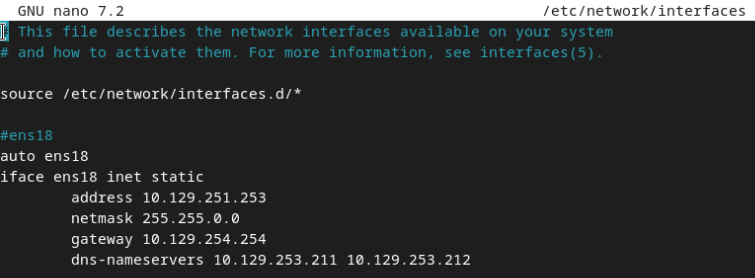 GNU nano 7.2 /etc/network/interfaces
# This file describes the network interfaces available on your system
# and how to activate them. For more information, see interfaces(5).
source /etc/network/interfaces.d/*
#ens18
auto ens18
iface ens18 inet static
address 10.129.251.253
netmask 255.255.0.0
gateway 10.129.254.254
dns-nameservers 10.129.253.211 10.129.253.212